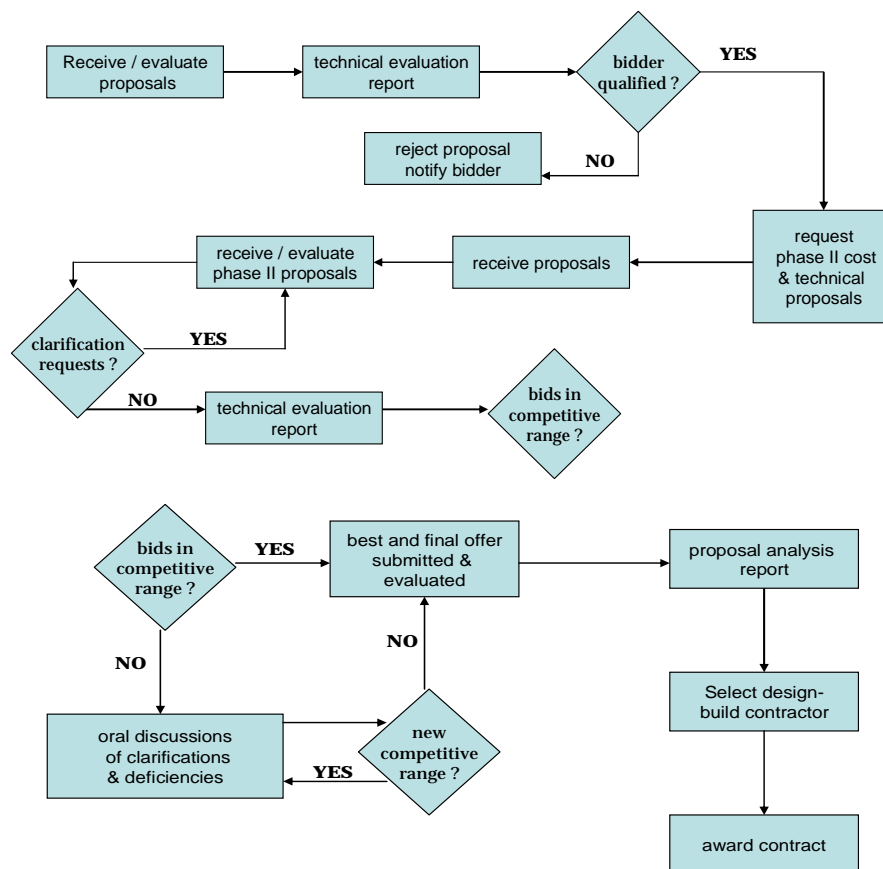 Receive / evaluate
proposals
technical evaluation
report
bidder
qualified ?
YES
reject proposal
notify bidder
NO
request
phase II cost
& technical
proposals
receive proposals
receive / evaluate
phase II proposals
clarification
requests ?
YES
NO
technical evaluation
report
bids in
competitive
range ?
bids in
competitive
range ?
YES
best and final offer
submitted &
evaluated
proposal analysis
report
NO
NO
oral discussions
of clarifications
& deficiencies
YES
new
competitive
range ?
Select design-
build contractor
award contract